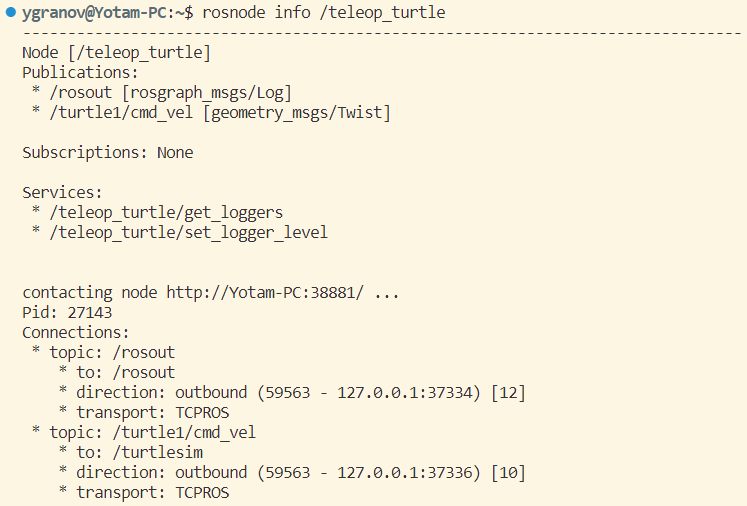 ygranov@Yotam-PC:~$ rosnode info /teleop_turtle
--------------------------------------------------------------------------------
Node [/teleop_turtle]
Publications:
 * /rosout [rosgraph_msgs/Log]
 * /turtle1/cmd_vel [geometry_msgs/Twist]

Subscriptions: None

Services:
 * /teleop_turtle/get_loggers
 * /teleop_turtle/set_logger_level


contacting node http://Yotam-PC:38881/ ...
Pid: 27143
Connections:
 * topic: /rosout
    * to: /rosout
    * direction: outbound (59563 - 127.0.0.1:37334) [12]
    * transport: TCPROS
 * topic: /turtle1/cmd_vel
    * to: /turtlesim
    * direction: outbound (59563 - 127.0.0.1:37336) [10]
    * transport: TCPROS